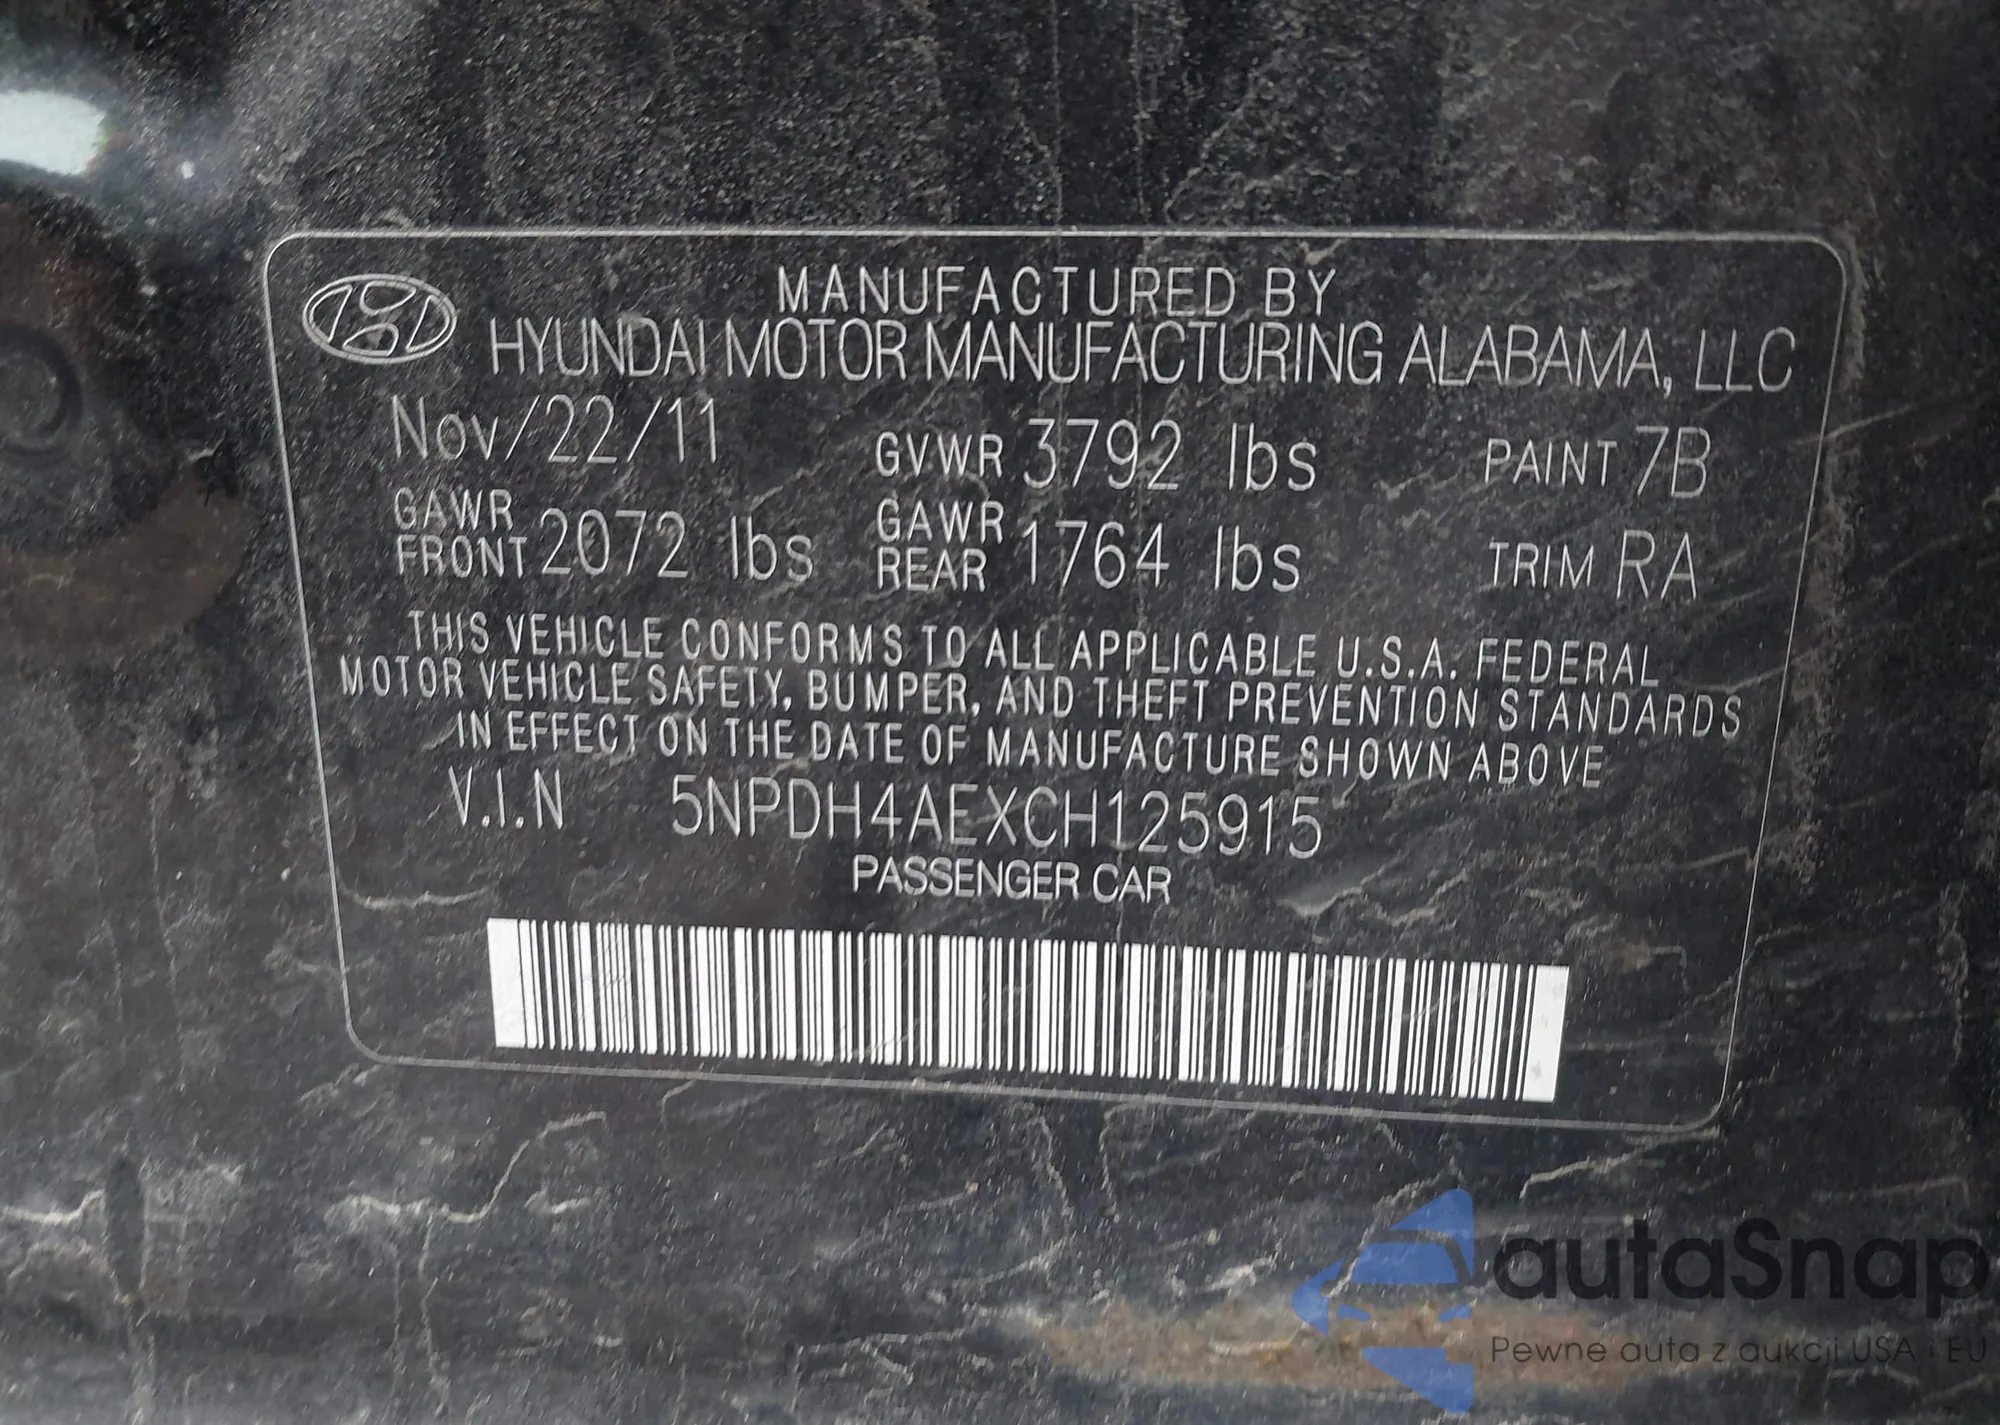 MANUFACTURED BY
HYUNDAI MOTOR MANUFACTURING ALABAMA, LLC
Nov/22/11 GVWR 3792 lbs PAINT 7B
GAWR FRONT 2072 lbs GAWR REAR 1764 lbs TRIM RA
THIS VEHICLE CONFORMS TO ALL APPLICABLE U.S.A. FEDERAL
MOTOR VEHICLE SAFETY, BUMPER, AND THEFT PREVENTION STANDARDS
IN EFFECT ON THE DATE OF MANUFACTURE SHOWN ABOVE
V.I.N 5NPDH4AEXCH125915
PASSENGER CAR
autaSnap
Pewne auta z aukcji USA i EU